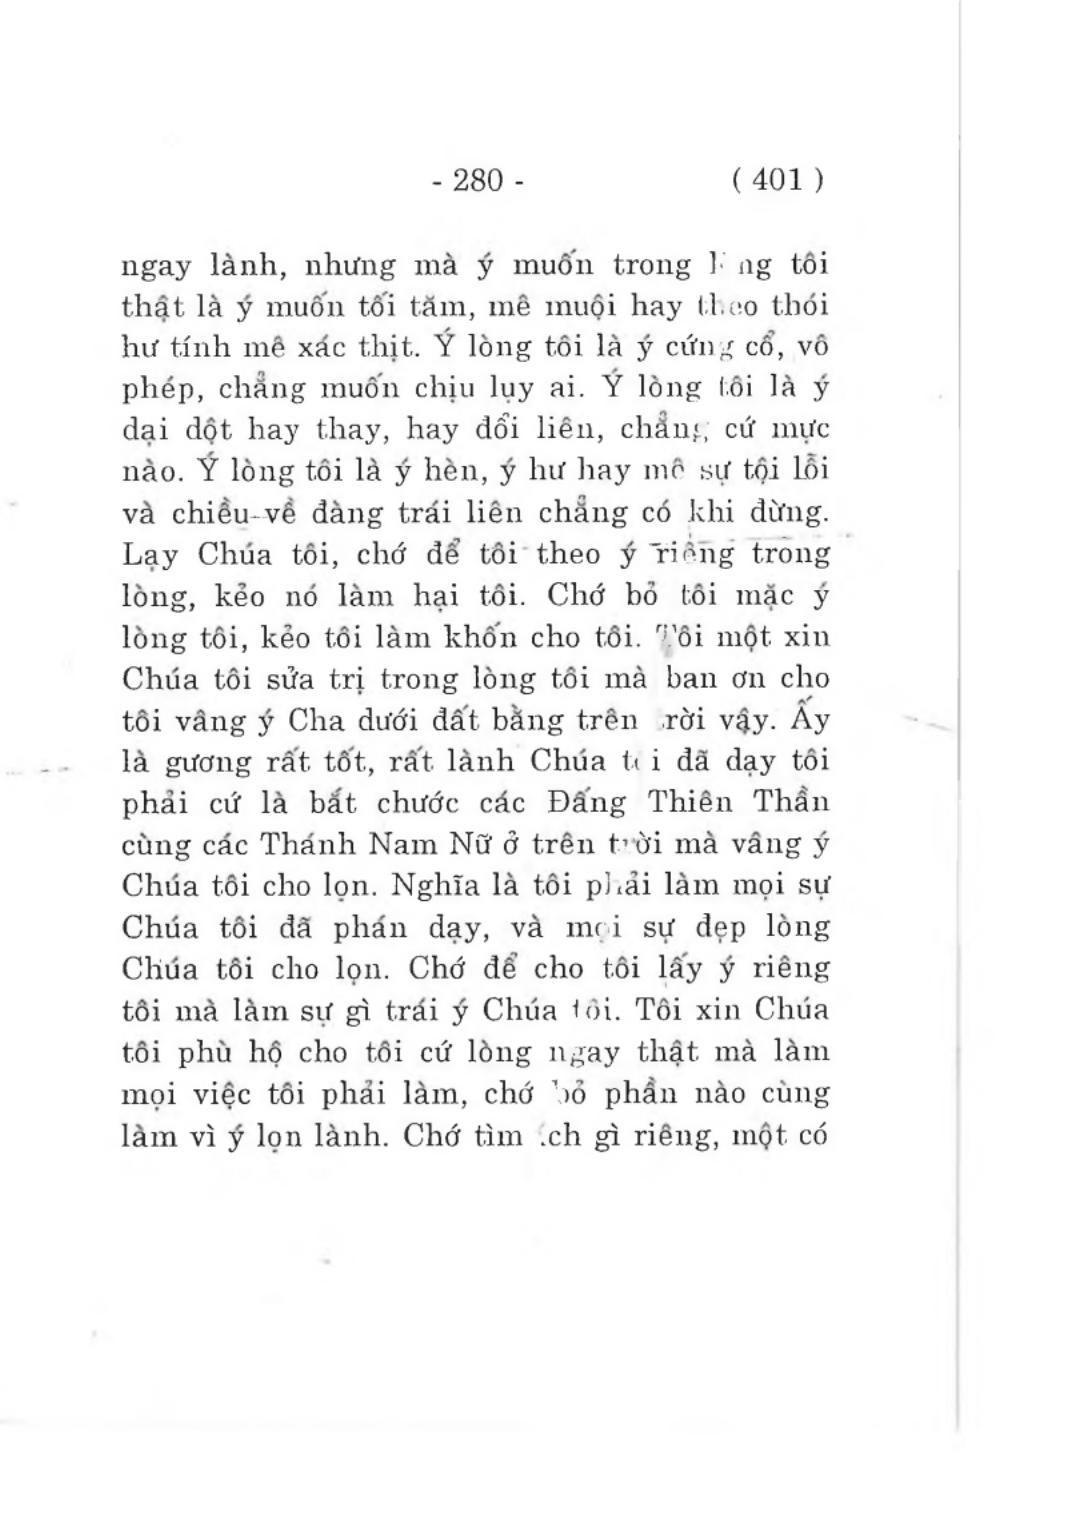 - 280 - ( 401 )
ngay lành, nhưng mà ý muốn trong lòng tôi
thật là ý muốn tối tăm, mê muội hay theo thói
hư tính mê xác thịt. Ý lòng tôi là ý cứng cổ, vô
phép, chẳng muốn chịu lụy ai. Ý lòng tôi là ý
dại dột hay thay, hay đổi liên, chẳng cứ mực
nào. Ý lòng tôi là ý hèn, ý hư hay mê sự tội lỗi
và chiều về đàng trái liên chẳng có khi đừng.
Lạy Chúa tôi, chớ để tôi theo ý riêng trong
lòng, kẻo nó làm hại tôi. Chớ bỏ tôi mặc ý
lòng tôi, kẻo tôi làm khốn cho tôi. Tôi một xin
Chúa tôi sửa trị trong lòng tôi mà ban ơn cho
tôi vâng ý Cha dưới đất bằng trên trời vậy. Ấy
là gương rất tốt, rất lành Chúa tôi đã dạy tôi
phải cứ là bắt chước các Đấng Thiên Thần
cùng các Thánh Nam Nữ ở trên trời mà vâng ý
Chúa tôi cho lọn. Nghĩa là tôi phải làm mọi sự
Chúa tôi đã phán dạy, và mọi sự đẹp lòng
Chúa tôi cho lọn. Chớ để cho tôi lấy ý riêng
tôi mà làm sự gì trái ý Chúa tôi. Tôi xin Chúa
tôi phù hộ cho tôi cứ lòng ngay thật mà làm
mọi việc tôi phải làm, chớ bỏ phần nào cùng
làm vì ý lọn lành. Chớ tìm ích gì riêng, một có